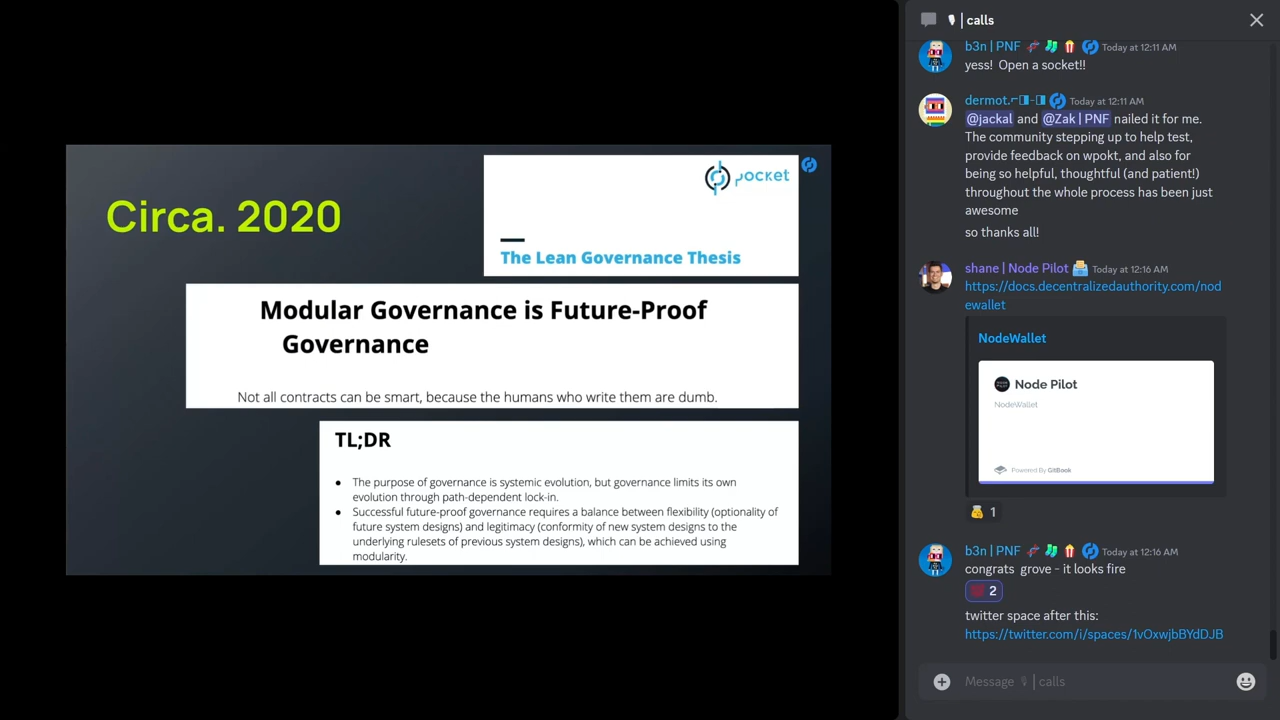 Circa. 2020
pocket
The Lean Governance Thesis
Modular Governance is Future-Proof
Governance
Not all contracts can be smart, because the humans who write them are dumb.
TL;DR
● The purpose of governance is systemic evolution, but governance limits its own
evolution through path-dependent lock-in.
● Successful future-proof governance requires a balance between flexibility (optionality of
future system designs) and legitimacy (conformity of new system designs to the
underlying rulesets of previous system designs), which can be achieved using
modularity.
calls
b3n | PNF Today at 12:11 AM
yess! Open a socket!!
dermot.⌐◨-◨ Today at 12:11 AM
@jackal and @Zak | PNF nailed it for me.
The community stepping up to help test,
provide feedback on wpokt, and also for
being so helpful, thoughtful (and patient!)
throughout the whole process has been just
awesome
so thanks all!
shane | Node Pilot Today at 12:16 AM
https://docs.decentralizedauthority.com/nod
ewallet
NodeWallet
Node Pilot
NodeWallet
Powered By GitBook
1
b3n | PNF Today at 12:16 AM
congrats grove - it looks fire
2
twitter space after this:
https://twitter.com/i/spaces/1vOxwjbBYdDJB
Message | calls